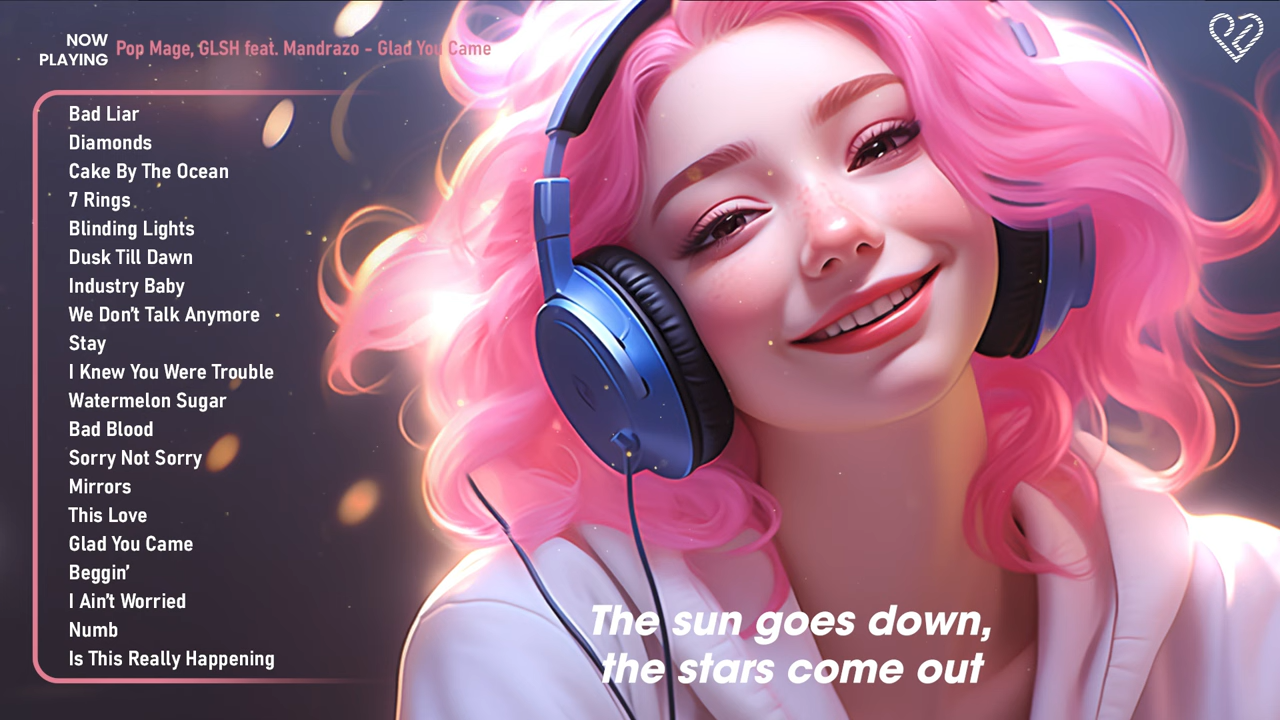 NOW
PLAYING
Pop Mage, GLSH feat. Mandrazo - Glad You Came
Bad Liar
Diamonds
Cake By The Ocean
7 Rings
Blinding Lights
Dusk Till Dawn
Industry Baby
We Don't Talk Anymore
Stay
I Knew You Were Trouble
Watermelon Sugar
Bad Blood
Sorry Not Sorry
Mirrors
This Love
Glad You Came
Beggin'
I Ain't Worried
Numb
Is This Really Happening
The sun goes down,
the stars come out